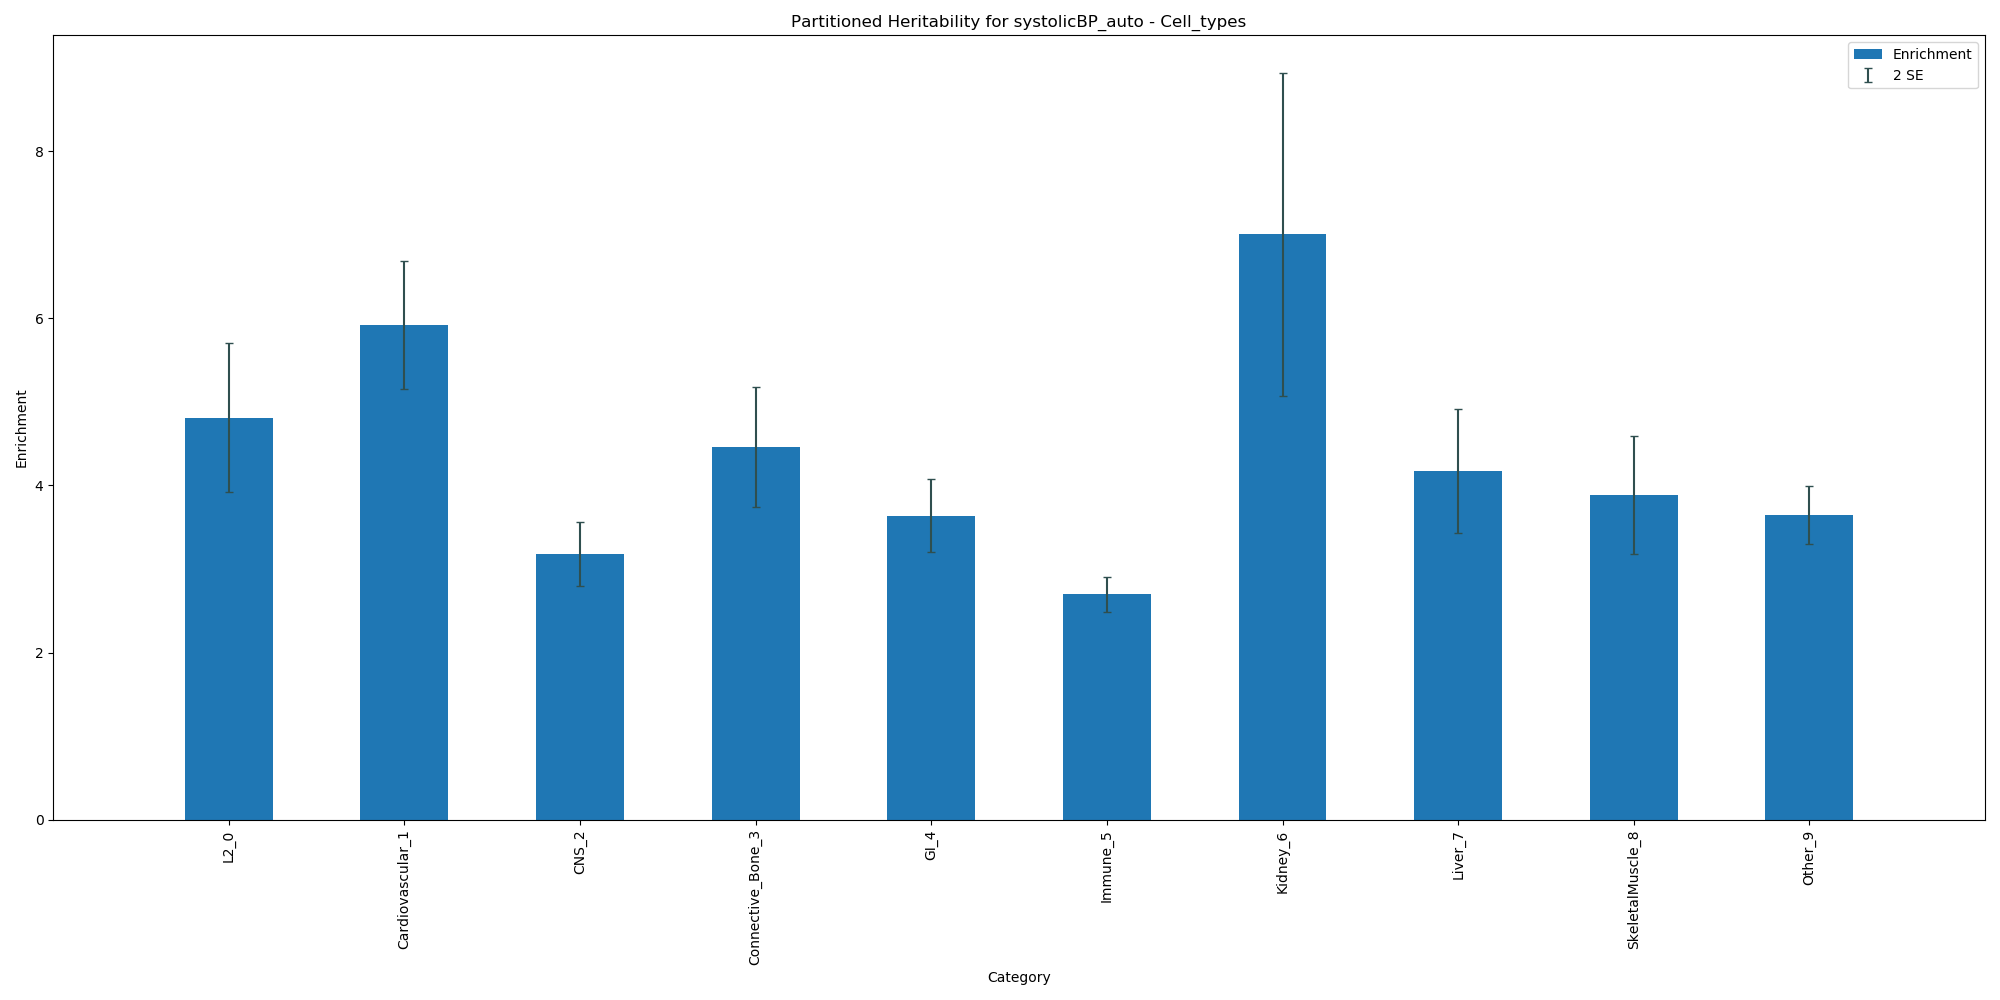 Partitioned Heritability for systolicBP_auto - Cell_types
Enrichment
2 SE
Enrichment
8
6
4
2
0
L2_0
Cardiovascular_1
CNS_2
Connective_Bone_3
GI_4
Immune_5
Kidney_6
Liver_7
SkeletalMuscle_8
Other_9
Category